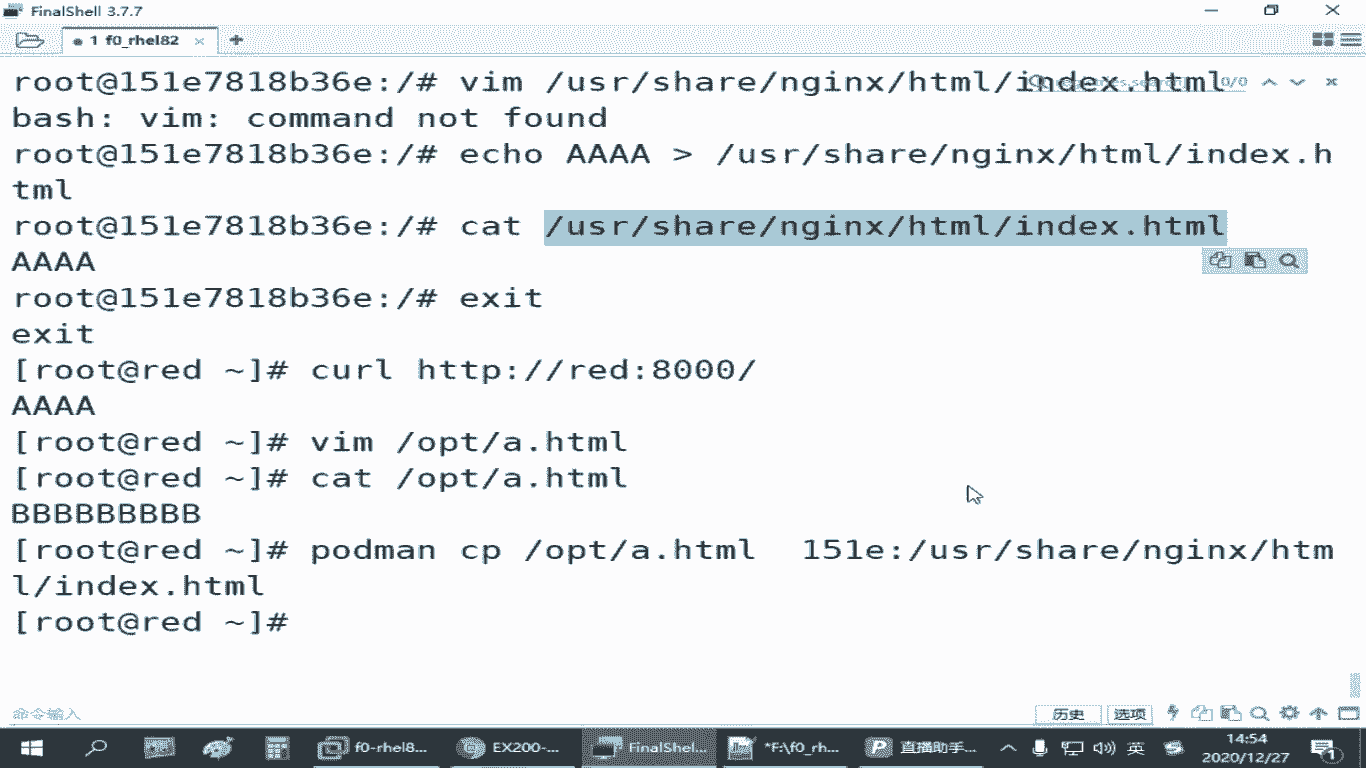 FinalShell 3.7.7
1 f0_rhel82
root@151e7818b36e:/# vim /usr/share/nginx/html/index.html
0/0
bash: vim: command not found
root@151e7818b36e:/# echo AAAA > /usr/share/nginx/html/index.h
tml
root@151e7818b36e:/# cat /usr/share/nginx/html/index.html
AAAA
root@151e7818b36e:/# exit
exit
[root@red ~]# curl http://red:8000/
AAAA
[root@red ~]# vim /opt/a.html
[root@red ~]# cat /opt/a.html
BBBBBBBBB
[root@red ~]# podman cp /opt/a.html  151e:/usr/share/nginx/htm
l/index.html
[root@red ~]#
命令输入
历史 选项
f0-rhel8... EX200-... FinalShel... *F:\f0_rh... 直播助手... 英 14:54
2020/12/27
1